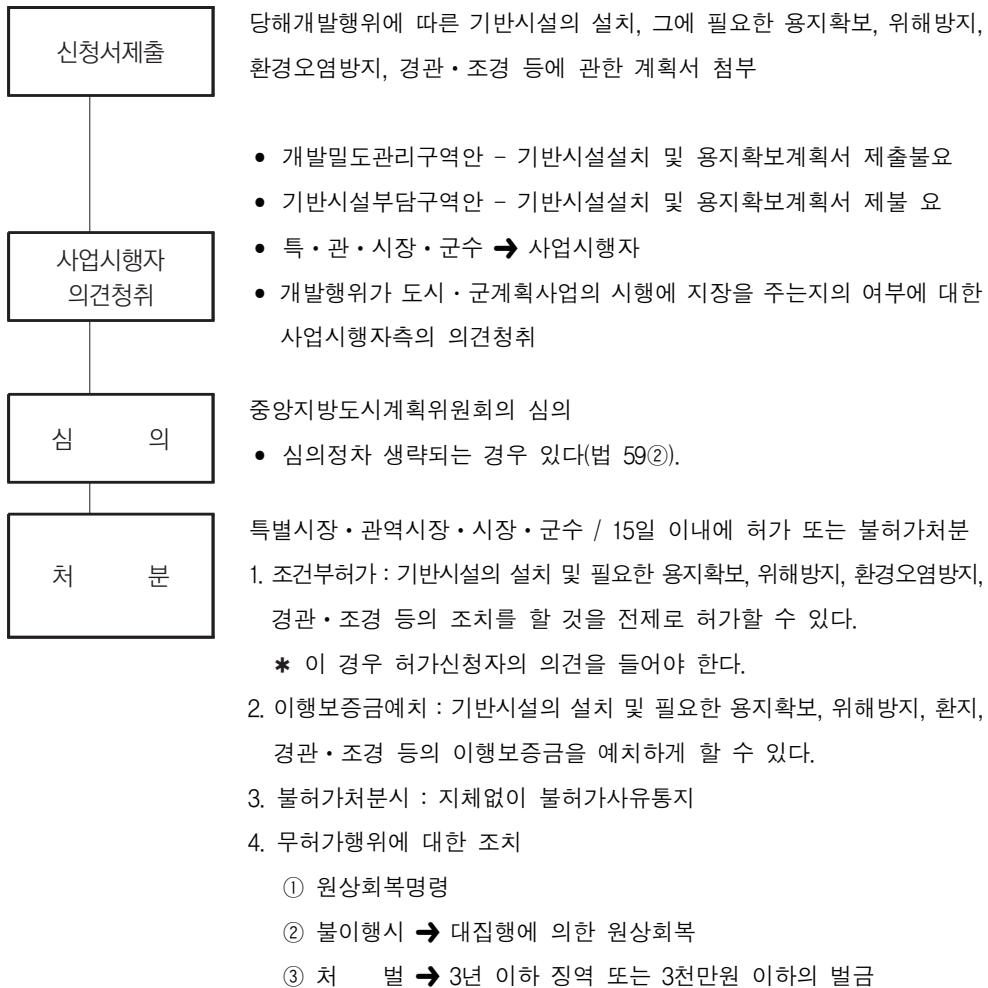 신청서제출
당해개발행위에 따른 기반시설의 설치, 그에 필요한 용지확보, 위해방지,
환경오염방지, 경관・조경 등에 관한 계획서 첨부
● 개발밀도관리구역안 – 기반시설설치 및 용지확보계획서 제출불요
● 기반시설부담구역안 – 기반시설설치 및 용지확보계획서 제불 요
사업시행자
의견청취
● 특・관・시장・군수 → 사업시행자
● 개발행위가 도시・군계획사업의 시행에 지장을 주는지의 여부에 대한
사업시행자측의 의견청취
심 의
중앙지방도시계획위원회의 심의
● 심의정차 생략되는 경우 있다(법 59②).
처 분
특별시장・관역시장・시장・군수 / 15일 이내에 허가 또는 불허가처분
1. 조건부허가 : 기반시설의 설치 및 필요한 용지확보, 위해방지, 환경오염방지,
경관・조경 등의 조치를 할 것을 전제로 허가할 수 있다.
✱ 이 경우 허가신청자의 의견을 들어야 한다.
2. 이행보증금예치 : 기반시설의 설치 및 필요한 용지확보, 위해방지, 환지,
경관・조경 등의 이행보증금을 예치하게 할 수 있다.
3. 불허가처분시 : 지체없이 불허가사유통지
4. 무허가행위에 대한 조치
① 원상회복명령
② 불이행시 → 대집행에 의한 원상회복
③ 처 벌 → 3년 이하 징역 또는 3천만원 이하의 벌금